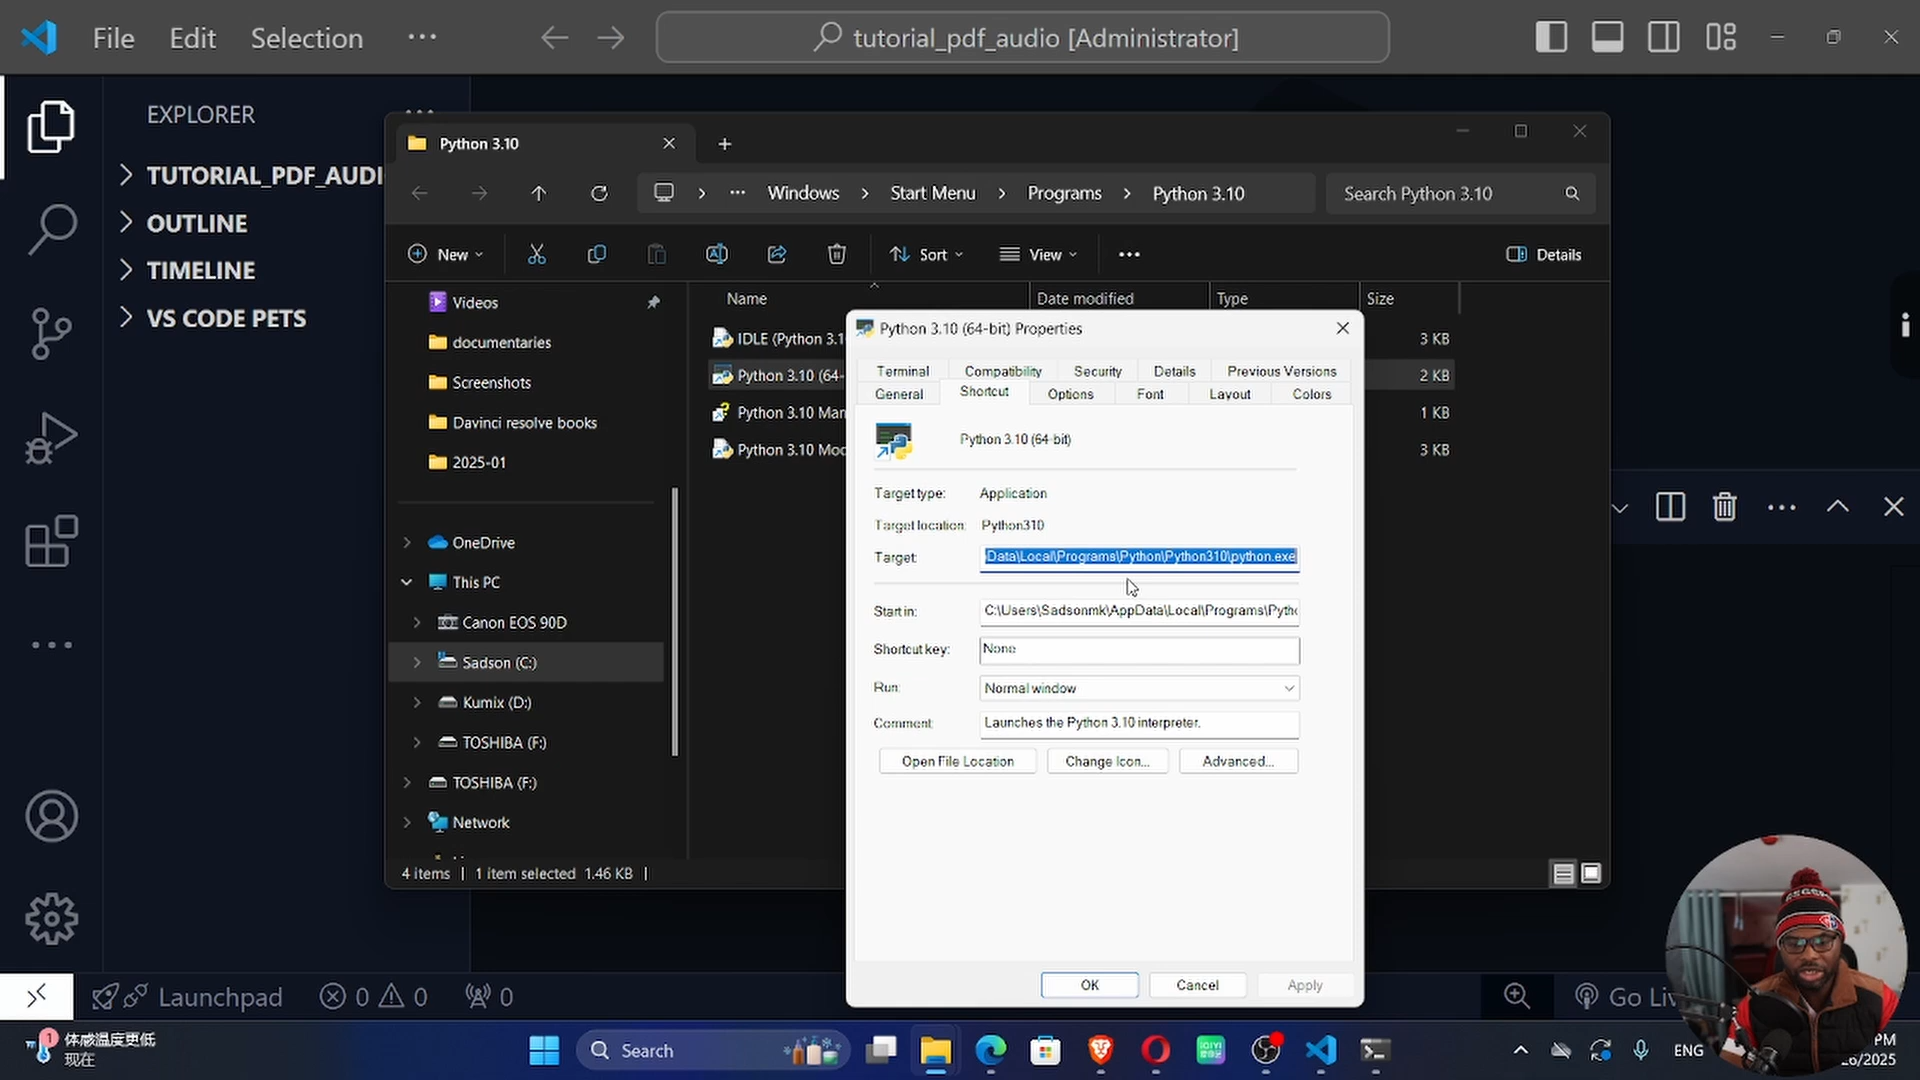 File Edit Selection ···
tutorial_pdf_audio [Administrator]
EXPLORER
TUTORIAL_PDF_AUDI
OUTLINE
TIMELINE
VS CODE PETS
Python 3.10
Windows > Start Menu > Programs > Python 3.10
Search Python 3.10
New
Sort
View
Details
Videos
documentaries
Screenshots
Davinci resolve books
2025-01
OneDrive
This PC
Canon EOS 90D
Sadson (C:)
Kumix (D:)
TOSHIBA (F:)
TOSHIBA (F:)
Network
Name Date modified Type Size
IDLE (Python 3.1 3 KB
Python 3.10 (64- 2 KB
Python 3.10 Man 1 KB
Python 3.10 Mod 3 KB
4 items | 1 item selected 1.46 KB |
Python 3.10 (64-bit) Properties
Terminal Compatibility Security Details Previous Versions
General Shortcut Options Font Layout Colors
Python 3.10 (64-bit)
Target type: Application
Target location: Python310
Target: Data\Local\Programs\Python\Python310\python.exe
Start in: C:\Users\Sadsonmk\AppData\Local\Programs\Pytho
Shortcut key: None
Run: Normal window
Comment: Launches the Python 3.10 interpreter.
Open File Location Change Icon... Advanced...
OK Cancel Apply
Launchpad 0 0 0
Go Liv
1 体感温度更低
现在
Search
ENG
PM
26/2025